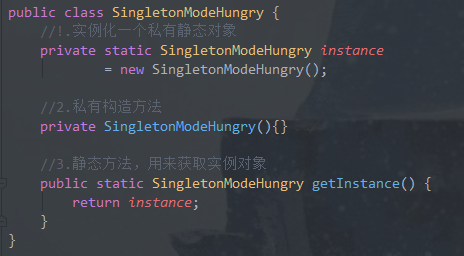 public class SingletonModeHungry {
//!.实例化一个私有静态对象
private static SingletonModeHungry instance
= new SingletonModeHungry();
//2.私有构造方法
private SingletonModeHungry(){}
//3.静态方法，用来获取实例对象
public static SingletonModeHungry getInstance() {
return instance;
}
}